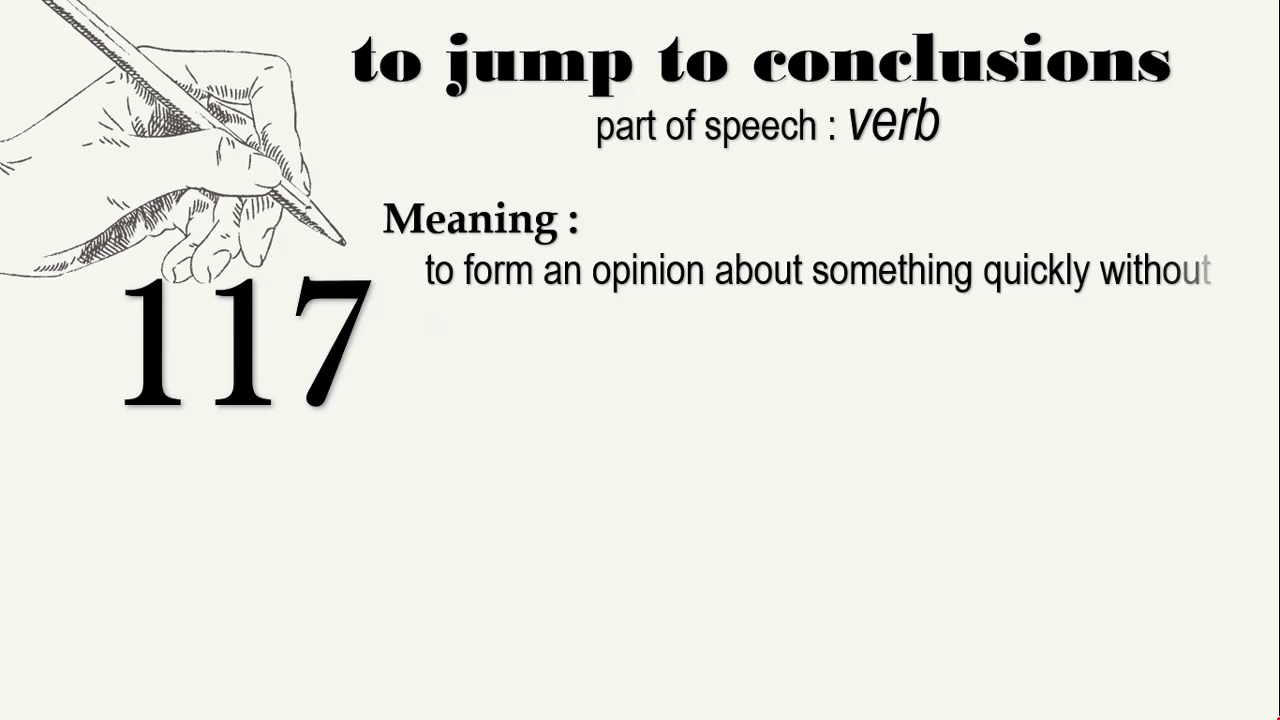 to jump to conclusions
part of speech : verb
Meaning :
to form an opinion about something quickly without
117